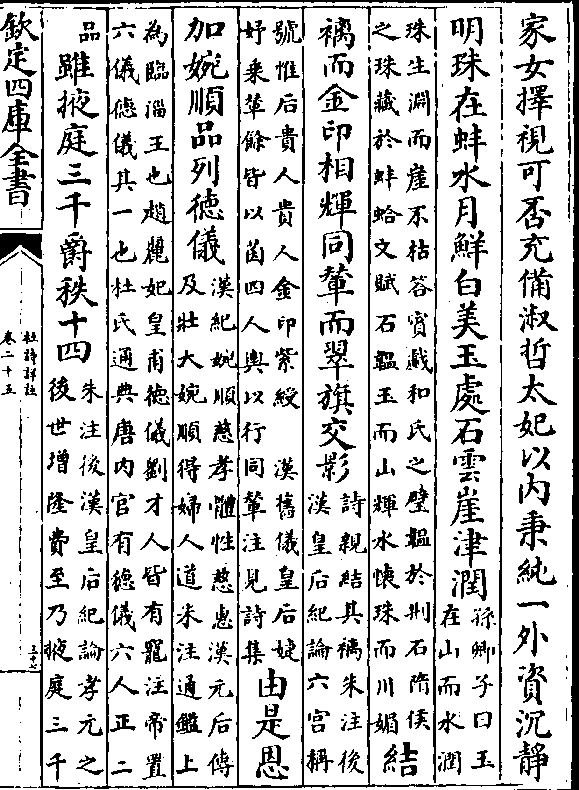 家女擇視可否充備淑哲太妃以内秉純一外資沉靜
明珠在蚌水月鮮白美玉處石雲崖津潤
孫卿子曰玉
在山而水潤
珠生淵而崖不枯答賓戲和氏之璧韞於荆石隋侯
之珠藏於蚌蛤文賦石韞玉而山輝水懷珠而川媚
結
褵而金印相輝同輦而翠旗交影
詩親結其褵朱注後
漢皇后紀論六宫稱
號惟后貴人貴人金印紫綬 漢舊儀皇后婕
妤乗輦餘皆以茵四人輿以行同輦注見詩集
由是恩
加婉順品列德儀
漢紀婉順慈孝體性慈惠漢元后傳
及壯大婉順得婦人道朱注通鑑上
為臨淄王也趙麗妃皇甫德儀劉才人皆有寵注帝置
六儀德儀其一也杜氏通典唐内官有德儀六人正二
品
雖掖庭三千爵秩十四
朱注後漢皇后紀論孝元之
後世增隆費至乃掖庭三千
欽定四庫全書
杜詩詳註
卷二十五